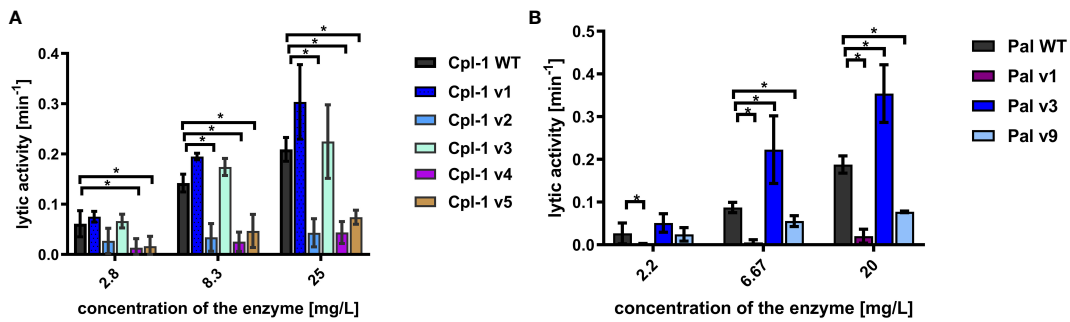 A
lytic activity [min⁻¹]
0.4
0.3
0.2
0.1
0.0
* *
* * *
* * *
2.8 8.3 25
concentration of the enzyme [mg/L]
Cpl-1 WT
Cpl-1 v1
Cpl-1 v2
Cpl-1 v3
Cpl-1 v4
Cpl-1 v5
B
lytic activity [min⁻¹]
0.5
0.4
0.3
0.2
0.1
0.0
*
* * *
* * *
2.2 6.67 20
concentration of the enzyme [mg/L]
Pal WT
Pal v1
Pal v3
Pal v9